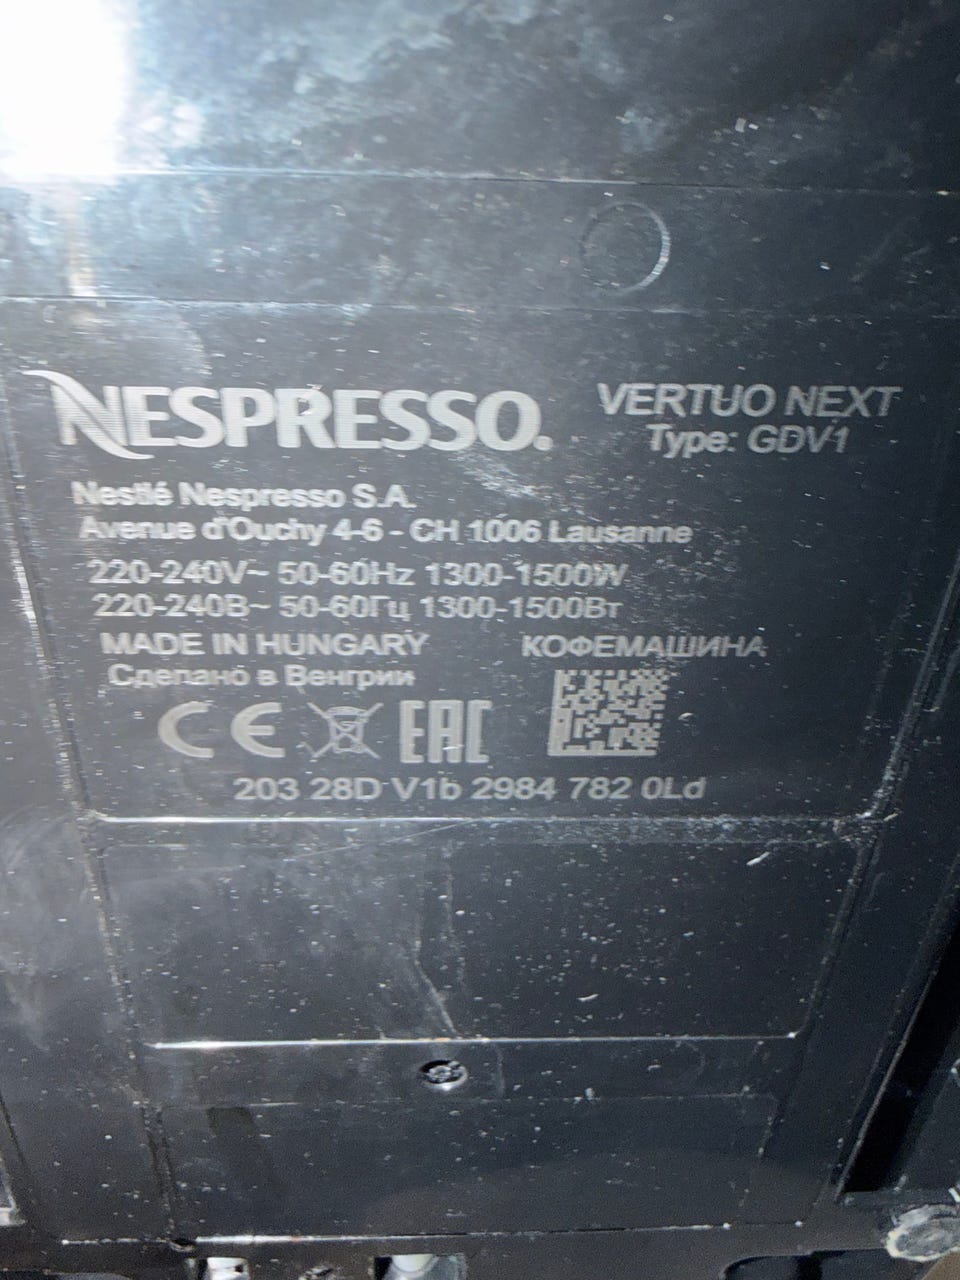 NESPRESSO.
VERTUO NEXT
Type: GDV1
Nestlé Nespresso S.A.
Avenue d'Ouchy 4-6 - CH 1006 Lausanne
220-240V~ 50-60Hz 1300-1500W
220-240В~ 50-60Гц 1300-1500Вт
MADE IN HUNGARY КОФЕМАШИНА
Сделано в Венгрии
CE EAC
203 28D V1b 2984 782 0Ld